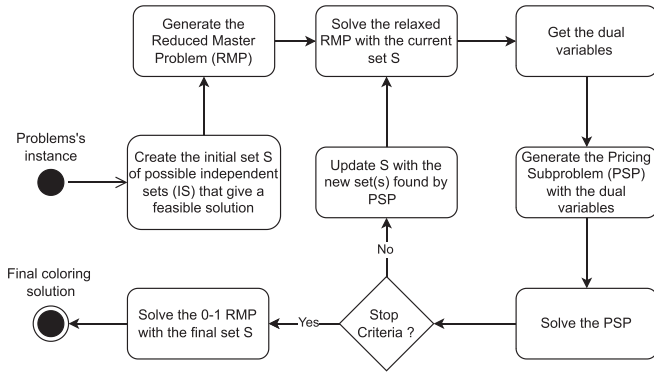 Generate the
Reduced Master
Problem (RMP)
Solve the relaxed
RMP with the current
set S
Get the dual
variables
Problems's
instance
Create the initial set S
of possible independent
sets (IS) that give a
feasible solution
Update S with the
new set(s) found by
PSP
Generate the Pricing
Subproblem (PSP)
with the dual
variables
No
Final coloring
solution
Solve the 0-1 RMP
with the final set S
Yes
Stop
Criteria ?
Solve the PSP